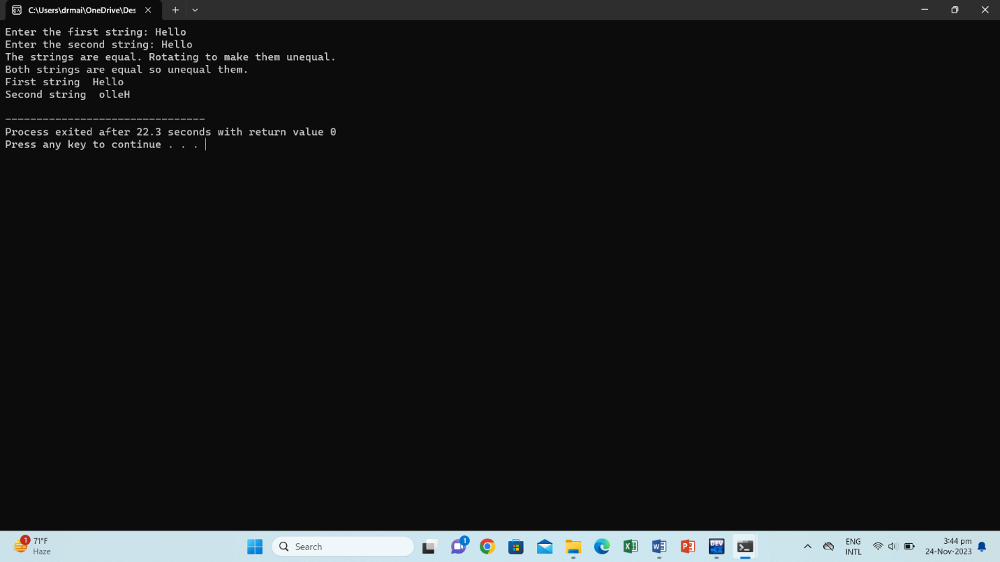 C:\Users\drmai\OneDrive\Des
Enter the first string: Hello
Enter the second string: Hello
The strings are equal. Rotating to make them unequal.
Both strings are equal so unequal them.
First string  Hello
Second string  olleH
--------------------------------
Process exited after 22.3 seconds with return value 0
Press any key to continue . . .
1
71°F
Haze
Search
1
DEV
ENG
INTL
3:44 pm
24-Nov-2023